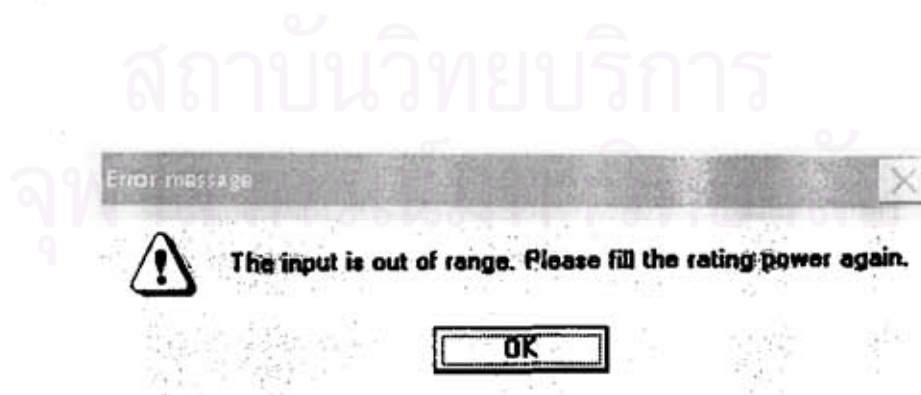 สถาบันวิทยบริการ
Error message
The input is out of range. Please fill the rating power again.
OK